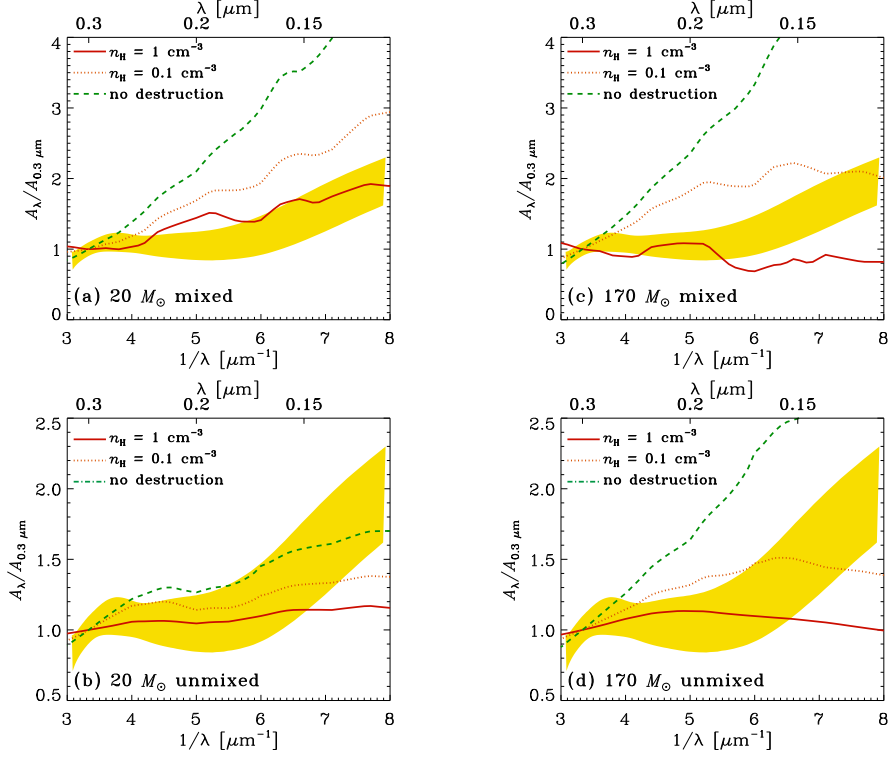 λ [μm]
0.3 0.2 0.15
4
3
2
1
0
A_λ/A_0.3 μm
n_H = 1 cm⁻³
n_H = 0.1 cm⁻³
no destruction
(a) 20 M_⊙ mixed
3 4 5 6 7 8
1/λ [μm⁻¹]
λ [μm]
0.3 0.2 0.15
4
3
2
1
0
A_λ/A_0.3 μm
n_H = 1 cm⁻³
n_H = 0.1 cm⁻³
no destruction
(c) 170 M_⊙ mixed
3 4 5 6 7 8
1/λ [μm⁻¹]
λ [μm]
0.3 0.2 0.15
2.5
2.0
1.5
1.0
0.5
A_λ/A_0.3 μm
n_H = 1 cm⁻³
n_H = 0.1 cm⁻³
no destruction
(b) 20 M_⊙ unmixed
3 4 5 6 7 8
1/λ [μm⁻¹]
λ [μm]
0.3 0.2 0.15
2.5
2.0
1.5
1.0
0.5
A_λ/A_0.3 μm
n_H = 1 cm⁻³
n_H = 0.1 cm⁻³
no destruction
(d) 170 M_⊙ unmixed
3 4 5 6 7 8
1/λ [μm⁻¹]